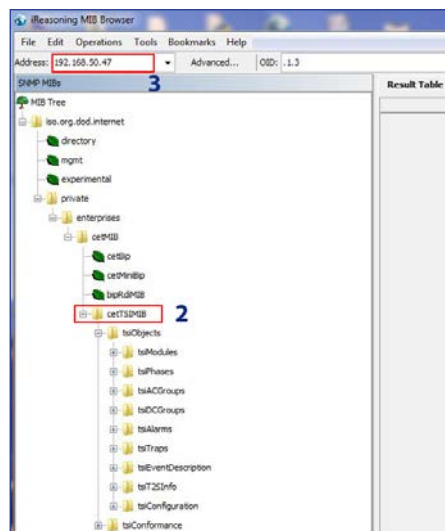 iReasoning MIB Browser
File Edit Operations Tools Bookmarks Help
Address: 192.168.50.47 Advanced... OID: .1.3
SNMP MIBs 3 Result Table
MIB Tree
iso.org.dod.internet
directory
mgmt
experimental
private
enterprises
cetMIB
cetBip
cetMiniBip
bipRdiMIB
cetTSIMIB 2
tsiObjects
tsiModules
tsiPhases
tsiACGroups
tsiDCGroups
tsiAlarms
tsiTraps
tsiEventDescription
tsiT2SInfo
tsiConfiguration
tsiConformance